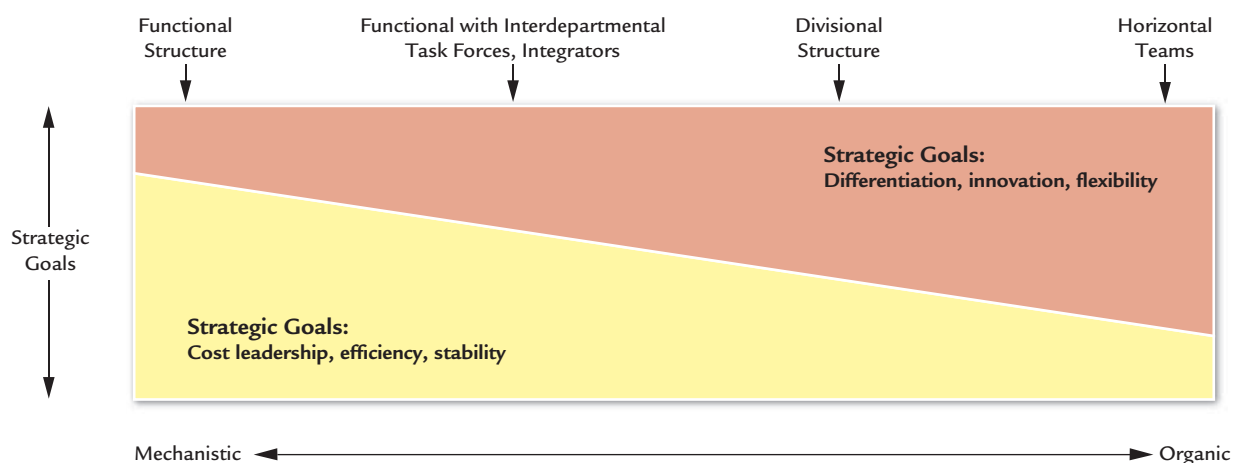 Functional
Structure
Functional with Interdepartmental
Task Forces, Integrators
Divisional
Structure
Horizontal
Teams
Strategic Goals:
Differentiation, innovation, flexibility
Strategic
Goals
Strategic Goals:
Cost leadership, efficiency, stability
Mechanistic
Organic